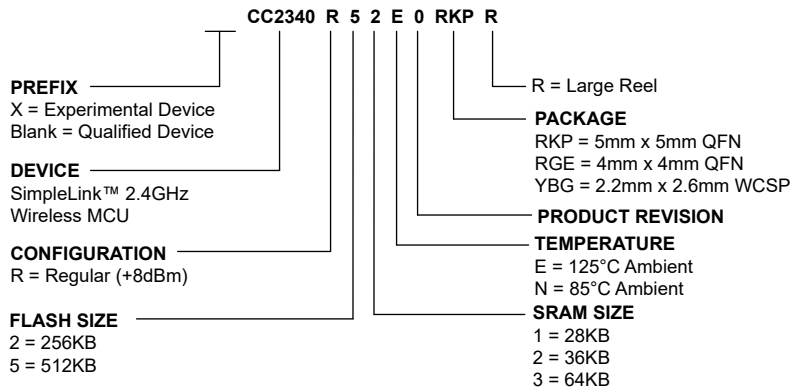 CC2340 R 5 2 E 0 RKP R
PREFIX
X = Experimental Device
Blank = Qualified Device
DEVICE
SimpleLink™ 2.4GHz
Wireless MCU
CONFIGURATION
R = Regular (+8dBm)
FLASH SIZE
2 = 256KB
5 = 512KB
R = Large Reel
PACKAGE
RKP = 5mm x 5mm QFN
RGE = 4mm x 4mm QFN
YBG = 2.2mm x 2.6mm WCSP
PRODUCT REVISION
TEMPERATURE
E = 125°C Ambient
N = 85°C Ambient
SRAM SIZE
1 = 28KB
2 = 36KB
3 = 64KB